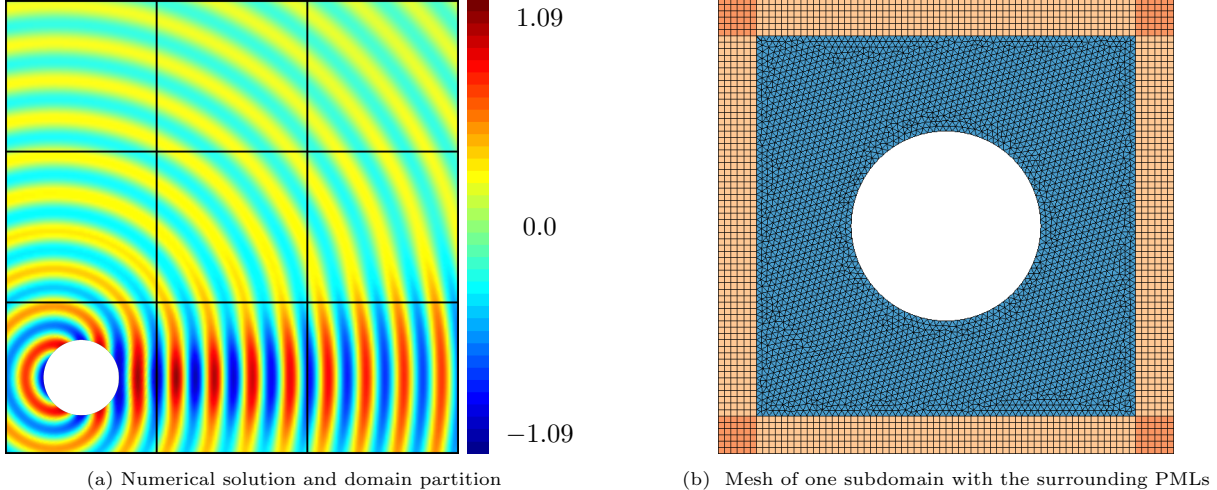 1.09
0.0
−1.09
(a) Numerical solution and domain partition
(b) Mesh of one subdomain with the surrounding PMLs